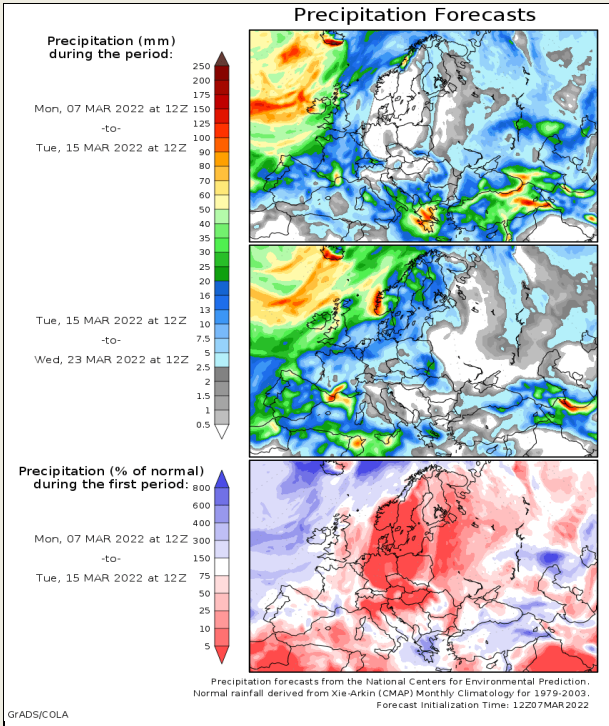 Precipitation Forecasts
Precipitation (mm)
during the period:
Mon, 07 MAR 2022 at 12Z
-to-
Tue, 15 MAR 2022 at 12Z
250
200
175
150
125
100
90
80
70
60
50
40
35
30
25
20
16
13
10
7.5
5
2.5
2
1.5
1
0.5
Tue, 15 MAR 2022 at 12Z
-to-
Wed, 23 MAR 2022 at 12Z
Precipitation (% of normal)
during the first period:
Mon, 07 MAR 2022 at 12Z
-to-
Tue, 15 MAR 2022 at 12Z
800
600
400
300
150
75
50
25
10
5
Precipitation forecasts from the National Centers for Environmental Prediction.
Normal rainfall derived from Xie-Arkin (CMAP) Monthly Climatology for 1979-2003.
Forecast Initialization Time: 12Z07MAR2022
GrADS/COLA